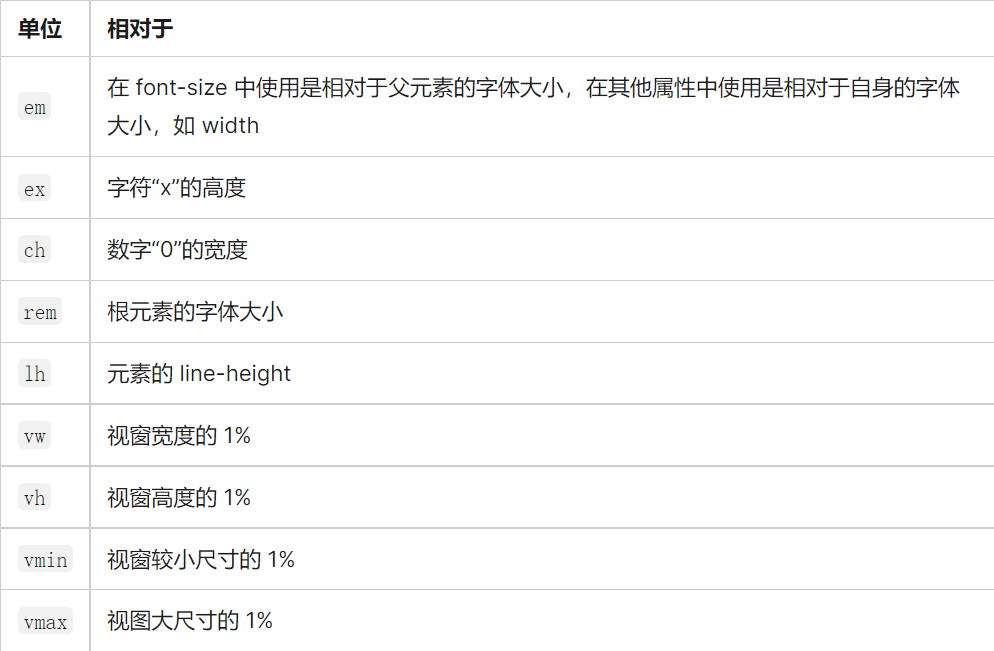 单位 相对于
em 在 font-size 中使用是相对于父元素的字体大小，在其他属性中使用是相对于自身的字体
大小，如 width
ex 字符“x”的高度
ch 数字“0”的宽度
rem 根元素的字体大小
lh 元素的 line-height
vw 视窗宽度的 1%
vh 视窗高度的 1%
vmin 视窗较小尺寸的 1%
vmax 视图大尺寸的 1%